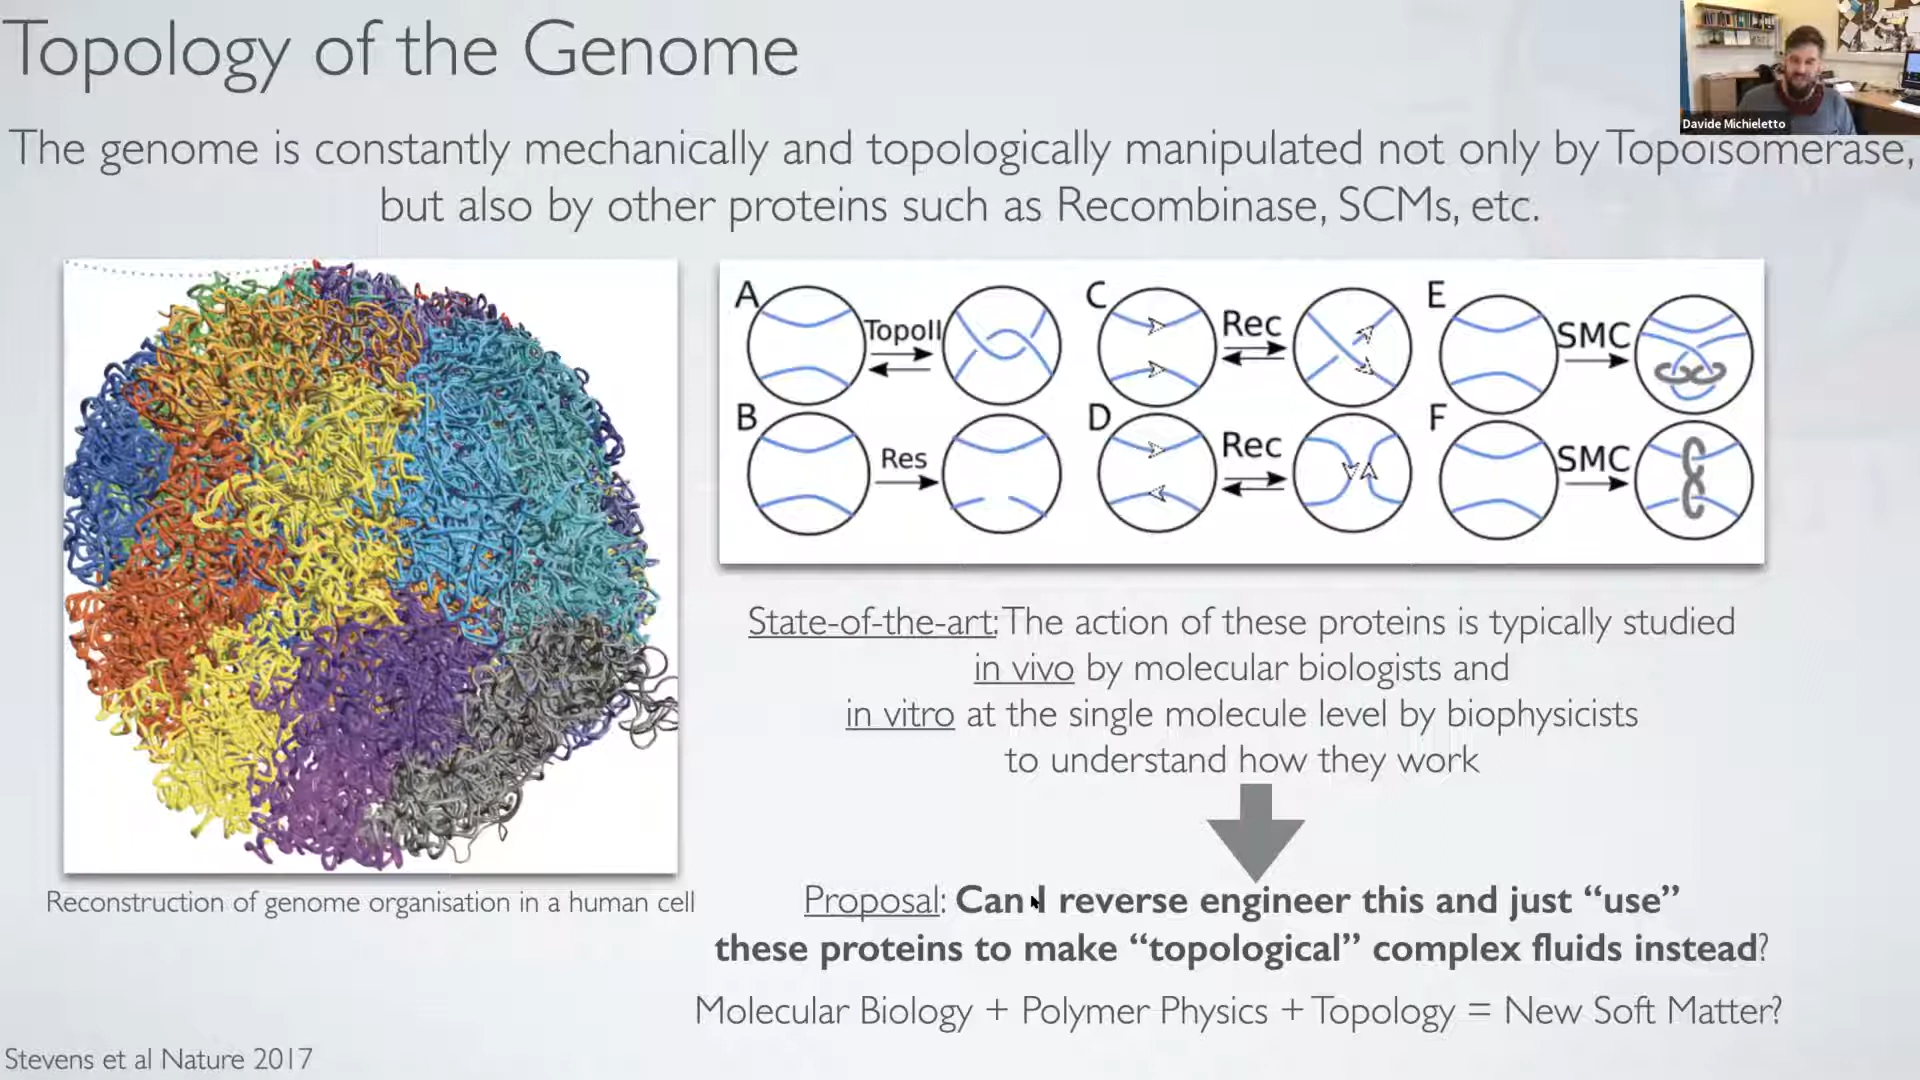 Topology of the Genome
Davide Michieletto
The genome is constantly mechanically and topologically manipulated not only by Topoisomerase,
but also by other proteins such as Recombinase, SCMs, etc.
A
TopoII
C
Rec
E
SMC
B
Res
D
Rec
F
SMC
State-of-the-art: The action of these proteins is typically studied
in vivo by molecular biologists and
in vitro at the single molecule level by biophysicists
to understand how they work
Reconstruction of genome organisation in a human cell
Proposal: Can I reverse engineer this and just “use”
these proteins to make “topological” complex fluids instead?
Molecular Biology + Polymer Physics + Topology = New Soft Matter?
Stevens et al Nature 2017